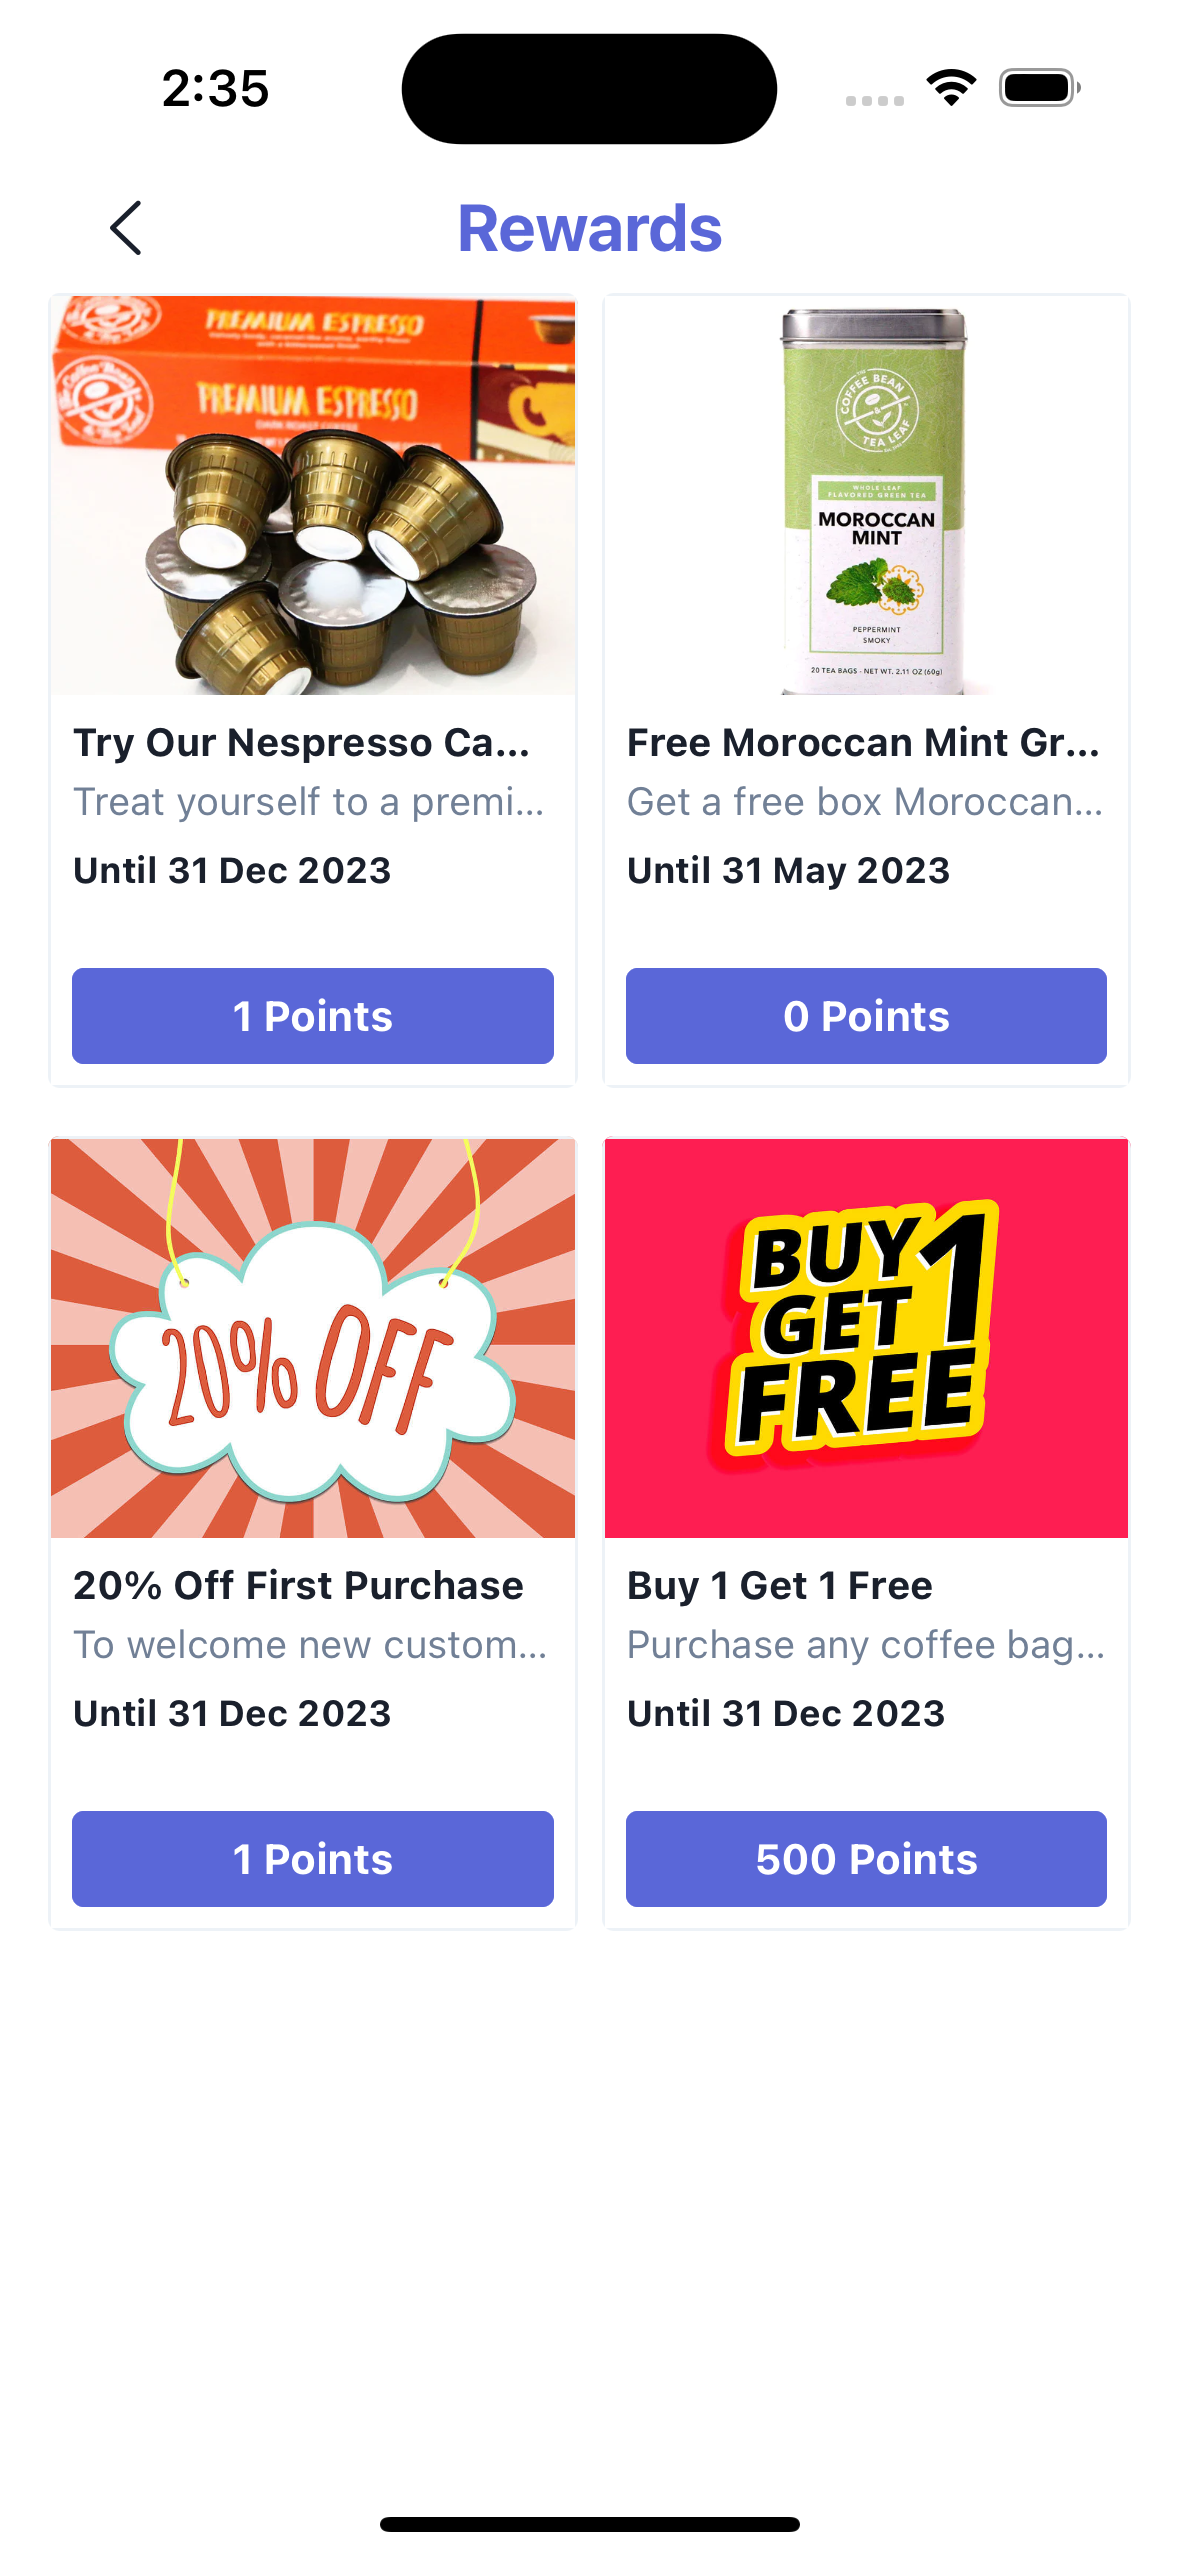 2:35
Rewards
PREMIUM ESPRESSO
PREMIUM ESPRESSO
DARK ROAST
THE
COFFEE BEAN
&
TEA LEAF
WHOLE LEAF
FLAVORED GREEN TEA
MOROCCAN
MINT
PEPPERMINT
SMOKY
20 TEA BAGS · NET WT. 2.11 OZ (60g)
Try Our Nespresso Ca...
Treat yourself to a premi...
Until 31 Dec 2023
1 Points
Free Moroccan Mint Gr...
Get a free box Moroccan...
Until 31 May 2023
0 Points
20% OFF
20% Off First Purchase
To welcome new custom...
Until 31 Dec 2023
1 Points
BUY 1
GET
FREE
Buy 1 Get 1 Free
Purchase any coffee bag...
Until 31 Dec 2023
500 Points